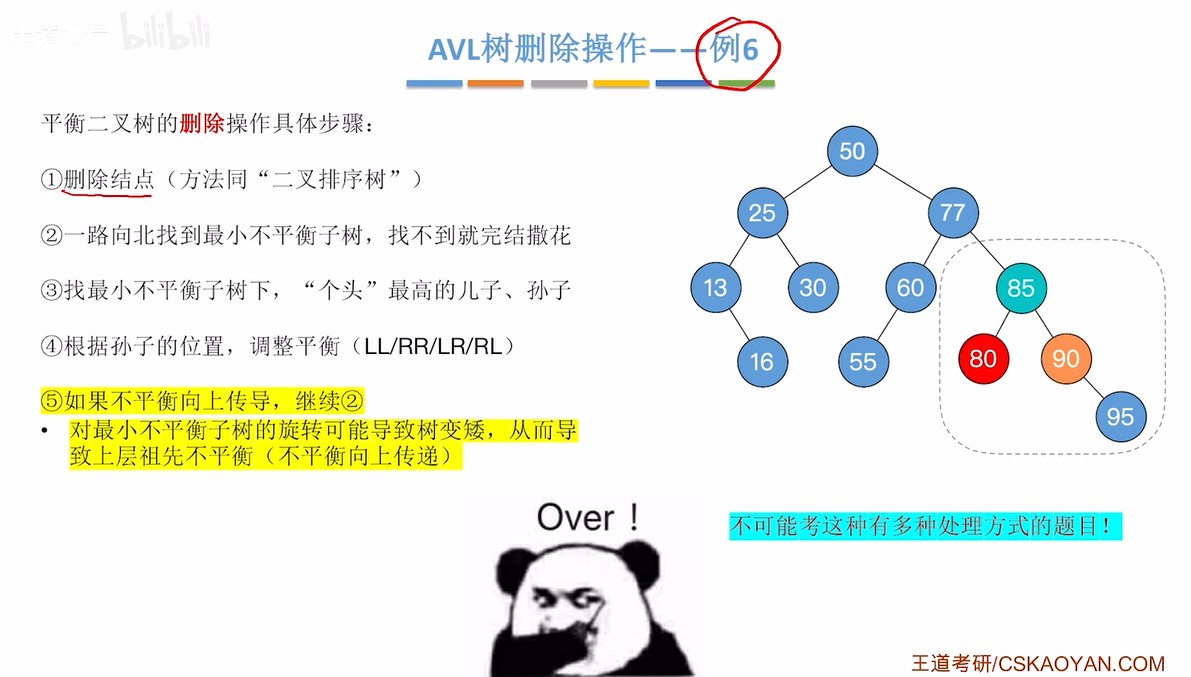 bilibili
AVL树删除操作——例6
平衡二叉树的删除操作具体步骤：
①删除结点（方法同“二叉排序树”）
②一路向北找到最小不平衡子树，找不到就完结撒花
③找最小不平衡子树下，“个头”最高的儿子、孙子
④根据孙子的位置，调整平衡（LL/RR/LR/RL）
⑤如果不平衡向上传导，继续②
• 对最小不平衡子树的旋转可能导致树变矮，从而导
致上层祖先不平衡（不平衡向上传递）
50
25 77
13 30 60 85
16 55 80 90
95
Over！
不可能考这种有多种处理方式的题目！
王道考研/CSKAOYAN.COM